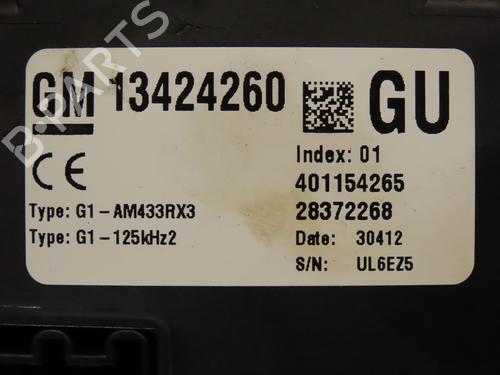 B-PARTS
GM 13424260 GU
CE
Index: 01
401154265
Type: G1-AM433RX3 28372268
Type: G1-125kHz2 Date: 30412
S/N: UL6EZ5